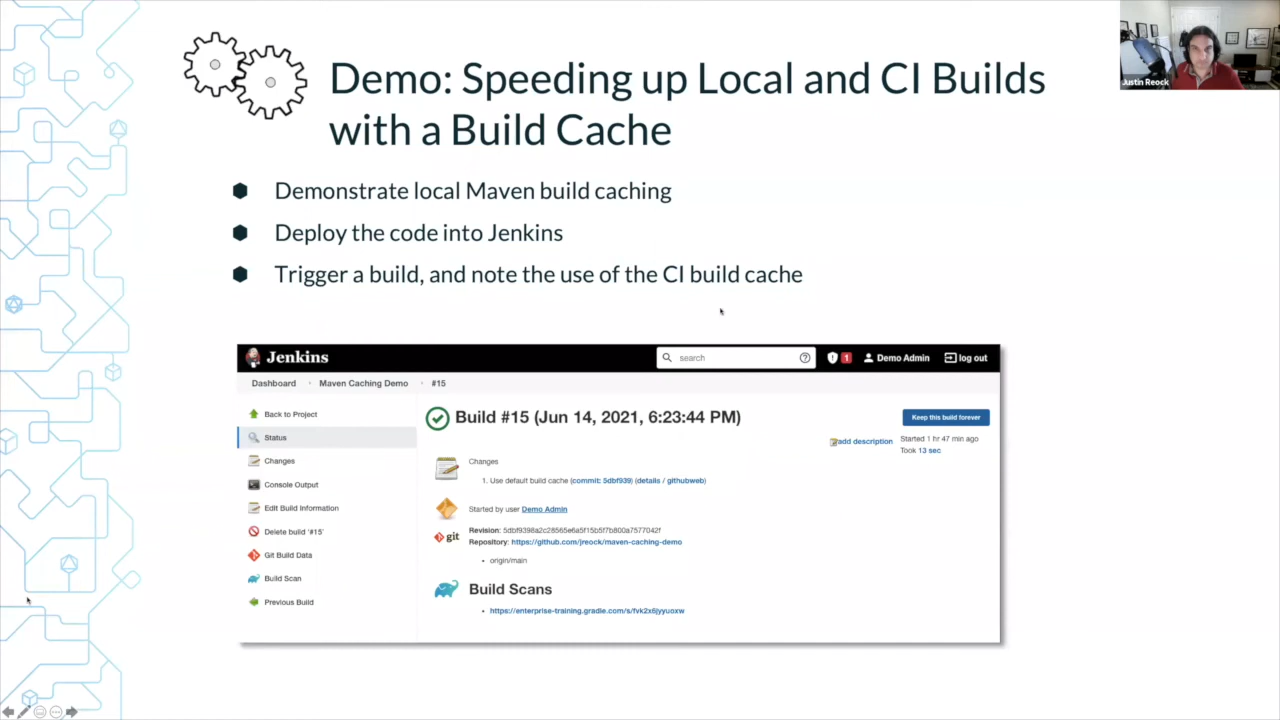 Demo: Speeding up Local and CI Builds
with a Build Cache
Justin Reock
Demonstrate local Maven build caching
Deploy the code into Jenkins
Trigger a build, and note the use of the CI build cache
Jenkins
search
1
Demo Admin
log out
Dashboard
Maven Caching Demo
#15
Back to Project
Status
Changes
Console Output
Edit Build Information
Delete build '#15'
Git Build Data
Build Scan
Previous Build
Build #15 (Jun 14, 2021, 6:23:44 PM)
Keep this build forever
add description
Started 1 hr 47 min ago
Took 13 sec
Changes
1. Use default build cache (commit: 5dbf939) (details / githubweb)
Started by user Demo Admin
git
Revision: 5dbf9398a2c28565e6a5f15b5f7b800a7577042f
Repository: https://github.com/jreock/maven-caching-demo
origin/main
Build Scans
https://enterprise-training.gradle.com/s/fvk2x6jyyuoxw